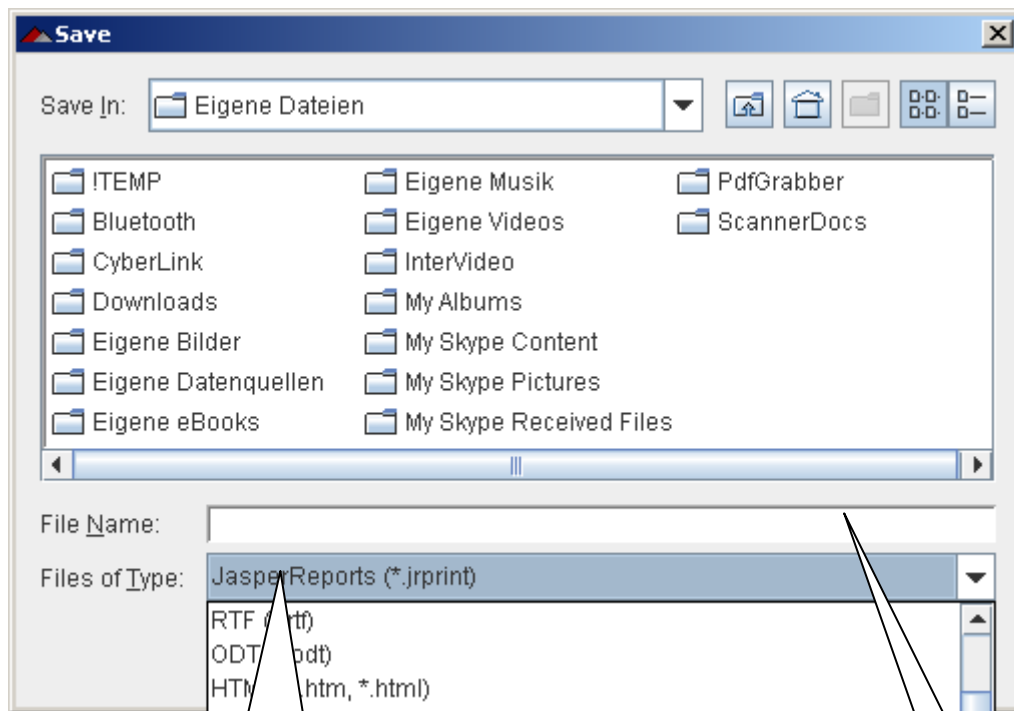 Save
Save In: Eigene Dateien
!TEMP
Bluetooth
CyberLink
Downloads
Eigene Bilder
Eigene Datenquellen
Eigene eBooks
Eigene Musik
Eigene Videos
InterVideo
My Albums
My Skype Content
My Skype Pictures
My Skype Received Files
PdfGrabber
ScannerDocs
File Name:
Files of Type: JasperReports (*.jrprint)
RTF
ODT
*.html)